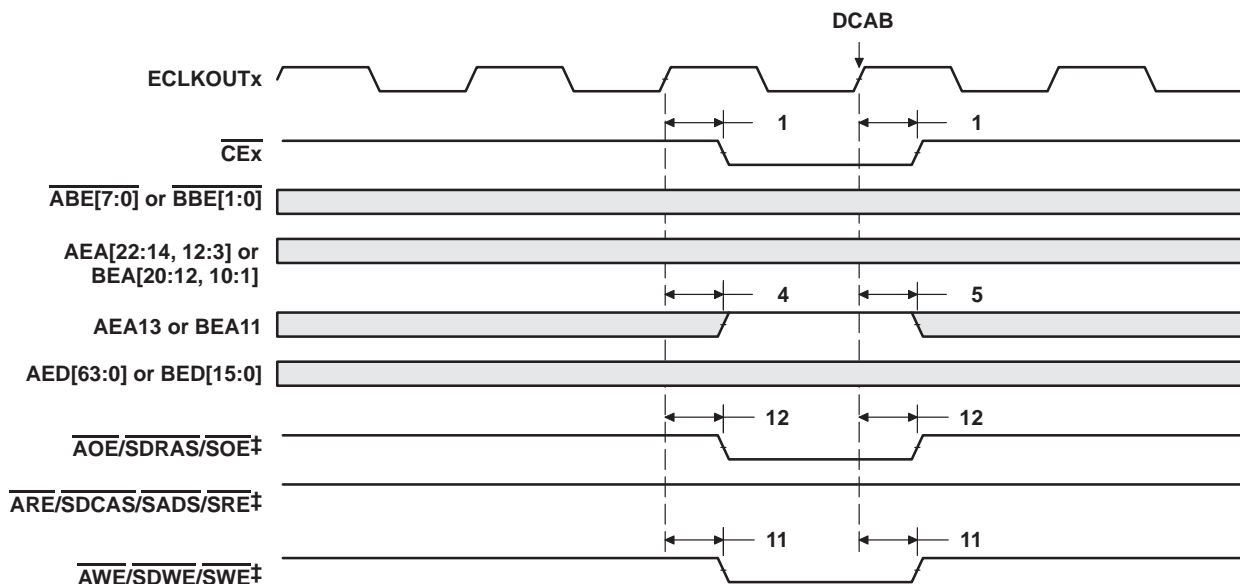 DCAB
ECLKOUTx
1 1
CEx
ABE[7:0] or BBE[1:0]
AEA[22:14, 12:3] or
BEA[20:12, 10:1]
4 5
AEA13 or BEA11
AED[63:0] or BED[15:0]
12 12
AOE/SDRAS/SOE‡
ARE/SDCAS/SADS/SRE‡
11 11
AWE/SDWE/SWE‡